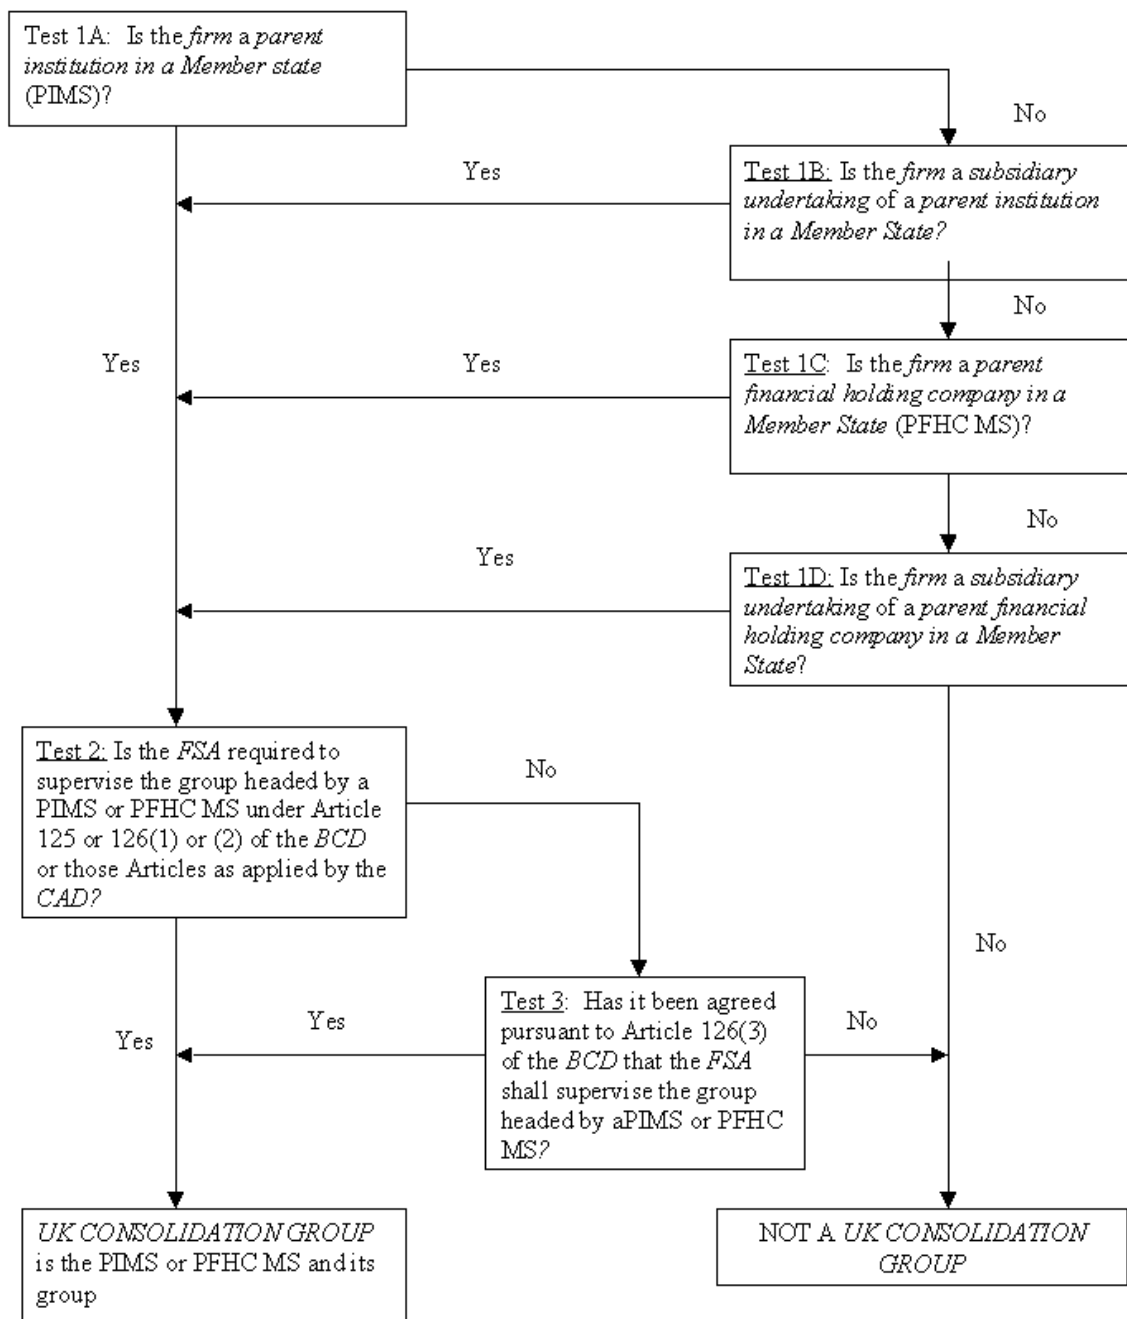 Test 1A: Is the firm a parent
institution in a Member state
(PIMS)?
No
Yes
Test 1B: Is the firm a subsidiary
undertaking of a parent institution
in a Member State?
No
Yes
Yes
Test 1C: Is the firm a parent
financial holding company in a
Member State (PFHC MS)?
No
Yes
Test 1D: Is the firm a subsidiary
undertaking of a parent financial
holding company in a Member
State?
Test 2: Is the FSA required to
supervise the group headed by a
PIMS or PFHC MS under Article
125 or 126(1) or (2) of the BCD
or those Articles as applied by the
CAD?
No
No
Yes
Yes
Test 3: Has it been agreed
pursuant to Article 126(3)
of the BCD that the FSA
shall supervise the group
headed by aPIMS or PFHC
MS?
No
UK CONSOLIDATION GROUP
is the PIMS or PFHC MS and its
group
NOT A UK CONSOLIDATION
GROUP